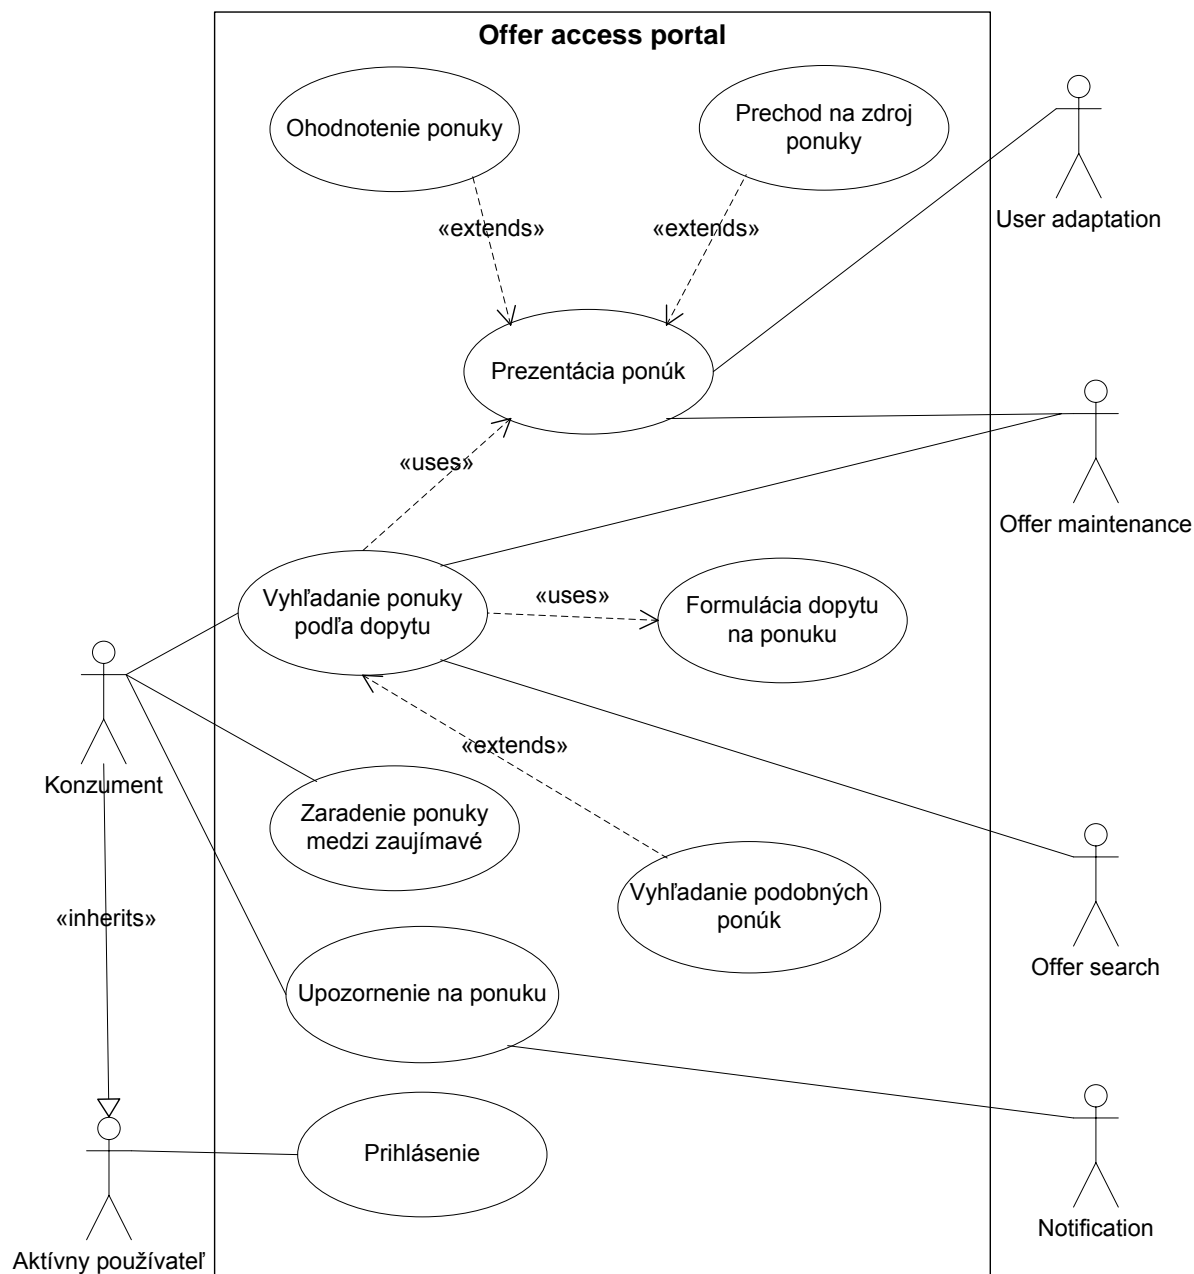 Offer access portal
Ohodnotenie ponuky
Prechod na zdroj
ponuky
User adaptation
«extends»
«extends»
Prezentácia ponúk
«uses»
Offer maintenance
Vyhľadanie ponuky
podľa dopytu
«uses»
Formulácia dopytu
na ponuku
«extends»
Konzument
Zaradenie ponuky
medzi zaujímavé
Vyhľadanie podobných
ponúk
«inherits»
Offer search
Upozornenie na ponuku
Prihlásenie
Notification
Aktívny používateľ